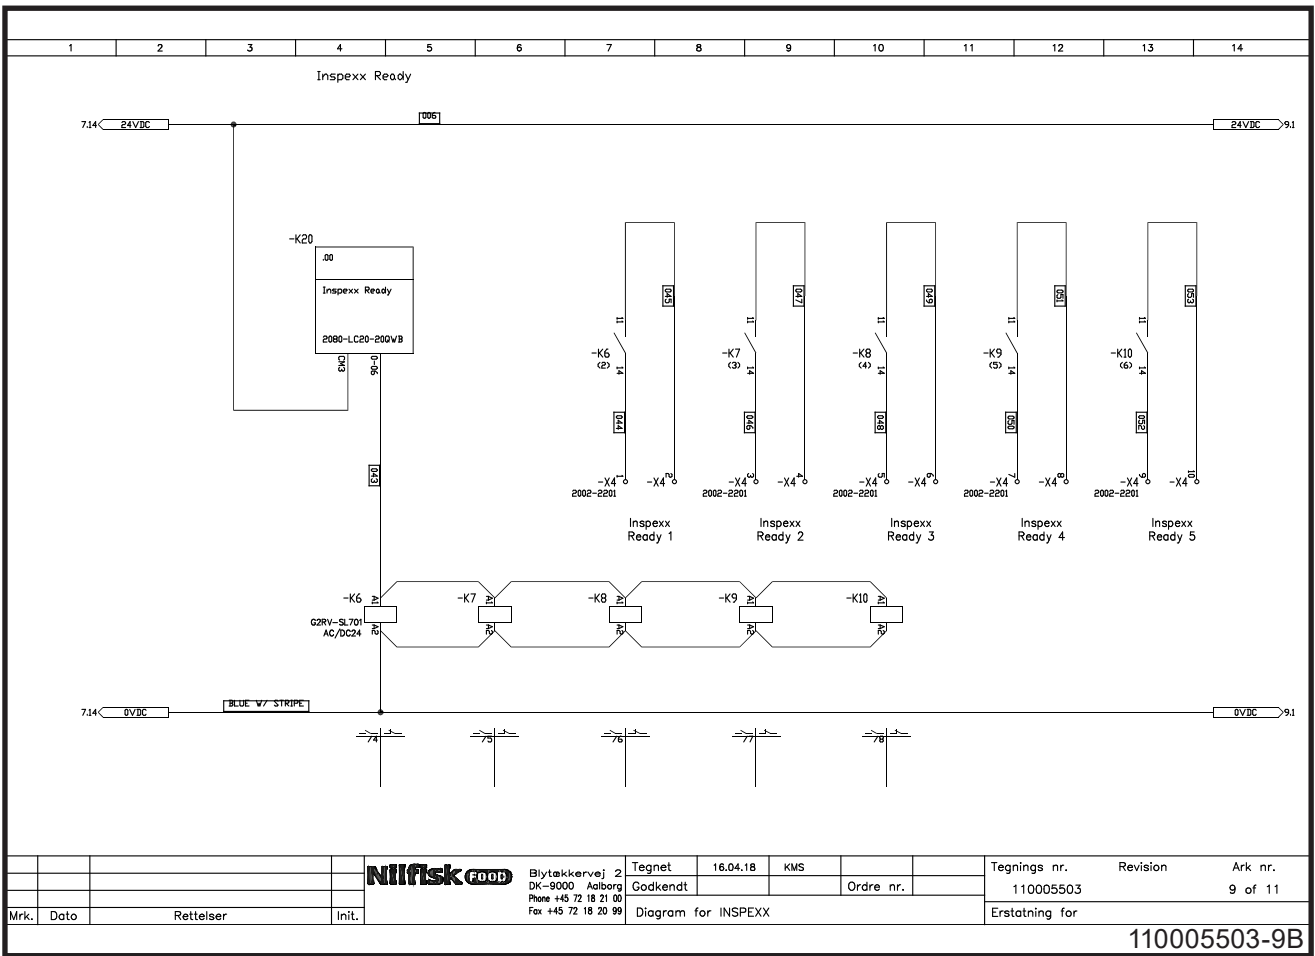 1 2 3 4 5 6 7 8 9 10 11 12 13 14
Inspexx Ready
7.14 24VDC 006 24VDC 9.1
-K20
.00
Inspexx Ready
2080-LC20-20QWB
CM3 O-06
045 047 049 051 053
11 11 11 11 11
-K6 -K7 -K8 -K9 -K10
(2) (3) (4) (5) (6)
14 14 14 14 14
044 046 048 050 052
043
1 2 3 4 5 6 7 8 9 10
-X4 -X4 -X4 -X4 -X4 -X4 -X4 -X4 -X4 -X4
2002-2201 2002-2201 2002-2201 2002-2201 2002-2201
Inspexx Inspexx Inspexx Inspexx Inspexx
Ready 1 Ready 2 Ready 3 Ready 4 Ready 5
-K6 A1 -K7 A1 -K8 A1 -K9 A1 -K10 A1
G2RV-SL701
AC/DC24
A2 A2 A2 A2 A2
7.14 0VDC BLUE W/ STRIPE 0VDC 9.1
/4 /5 /6 /7 /8
Nilfisk FOOD
Blytækkervej 2
DK-9000 Aalborg
Phone +45 72 18 21 00
Fax +45 72 18 20 99
Tegnet 16.04.18 KMS
Godkendt Ordre nr.
Diagram for INSPEXX
Tegnings nr. Revision Ark nr.
110005503 9 of 11
Mrk. Dato Rettelser Init.
Erstatning for
110005503-9B